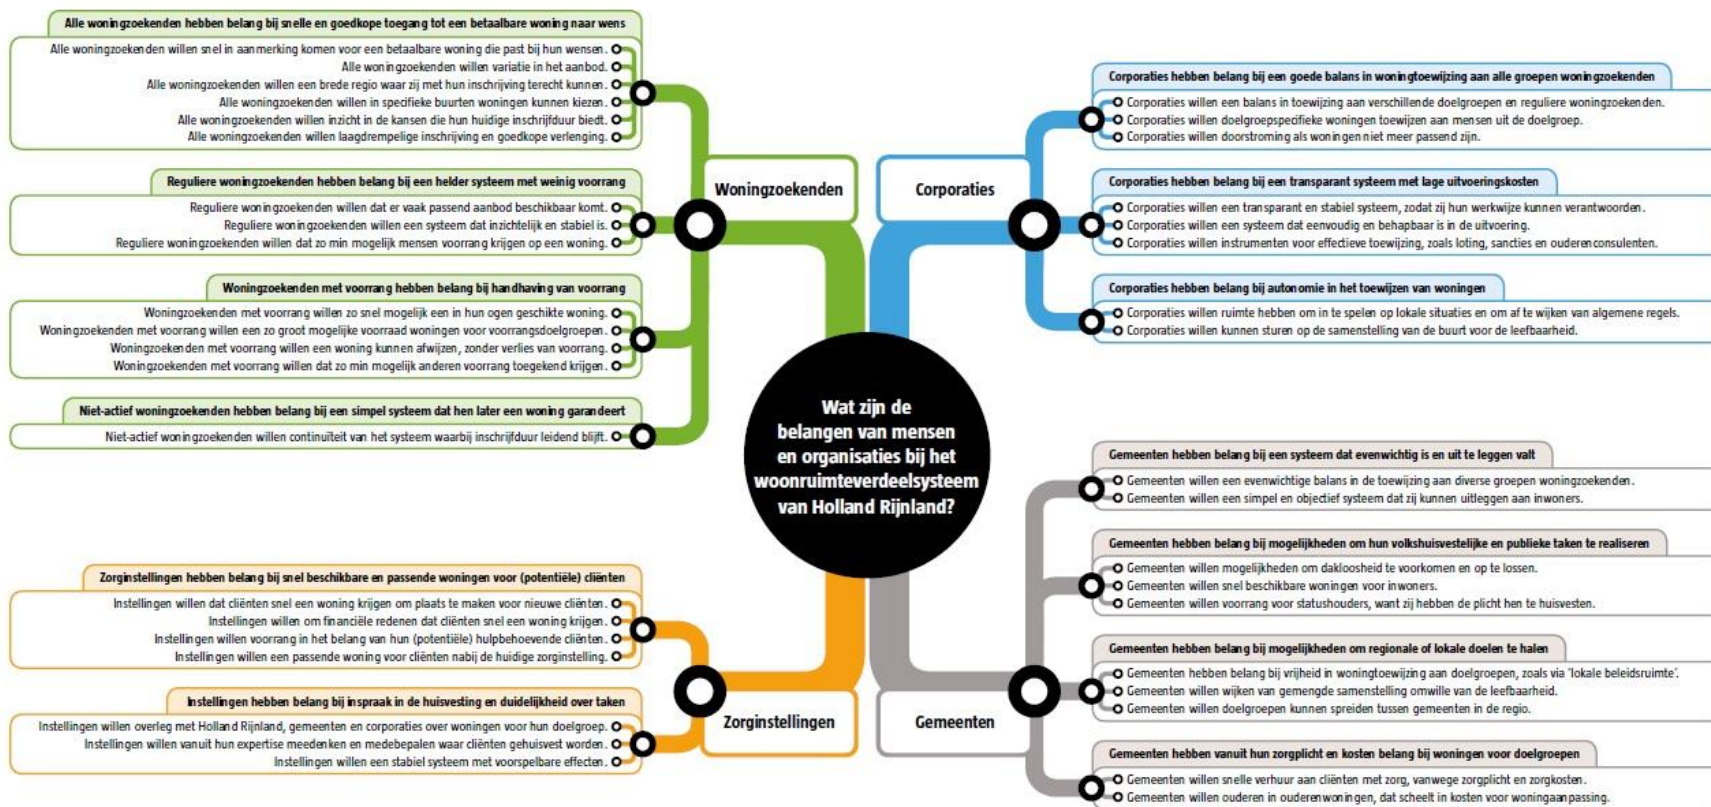 Alle woningzoekenden hebben belang bij snelle en goedkope toegang tot een betaalbare woning naar wens
Alle woningzoekenden willen snel in aanmerking komen voor een betaalbare woning die past bij hun wensen.
Alle woningzoekenden willen variatie in het aanbod.
Alle woningzoekenden willen een brede regio waar zij met hun inschrijving terecht kunnen.
Alle woningzoekenden willen in specifieke buurten woningen kunnen kiezen.
Alle woningzoekenden willen inzicht in de kansen die hun huidige inschrijfduur biedt.
Alle woningzoekenden willen laagdrempelige inschrijving en goedkope verlenging.
Reguliere woningzoekenden hebben belang bij een helder systeem met weinig voorrang
Reguliere woningzoekenden willen dat er vaak passend aanbod beschikbaar komt.
Reguliere woningzoekenden willen een systeem dat inzichtelijk en stabiel is.
Reguliere woningzoekenden willen dat zo min mogelijk mensen voorrang krijgen op een woning.
Woningzoekenden met voorrang hebben belang bij handhaving van voorrang
Woningzoekenden met voorrang willen zo snel mogelijk een in hun ogen geschikte woning.
Woningzoekenden met voorrang willen een zo groot mogelijke voorraad woningen voor voorrangsdoelgroepen.
Woningzoekenden met voorrang willen een woning kunnen afwijzen, zonder verlies van voorrang.
Woningzoekenden met voorrang willen dat zo min mogelijk anderen voorrang toegekend krijgen.
Niet-actief woningzoekenden hebben belang bij een simpel systeem dat hen later een woning garandeert
Niet-actief woningzoekenden willen continuïteit van het systeem waarbij inschrijfduur leidend blijft.
Woningzoekenden
Corporaties
Corporaties hebben belang bij een goede balans in woningtoewijzing aan alle groepen woningzoekenden
Corporaties willen een balans in toewijzing aan verschillende doelgroepen en reguliere woningzoekenden.
Corporaties willen doelgroepspecifieke woningen toewijzen aan mensen uit de doelgroep.
Corporaties willen doorstroming als woningen niet meer passend zijn.
Corporaties hebben belang bij een transparant systeem met lage uitvoeringskosten
Corporaties willen een transparant en stabiel systeem, zodat zij hun werkwijze kunnen verantwoorden.
Corporaties willen een systeem dat eenvoudig en behapbaar is in de uitvoering.
Corporaties willen instrumenten voor effectieve toewijzing, zoals loting, sancties en ouderenconsulenten.
Corporaties hebben belang bij autonomie in het toewijzen van woningen
Corporaties willen ruimte hebben om in te spelen op lokale situaties en om af te wijken van algemene regels.
Corporaties willen kunnen sturen op de samenstelling van de buurt voor de leefbaarheid.
Wat zijn de
belangen van mensen
en organisaties bij het
woonruimteverdeelsysteem
van Holland Rijnland?
Zorginstellingen hebben belang bij snel beschikbare en passende woningen voor (potentiële) cliënten
Instellingen willen dat cliënten snel een woning krijgen om plaats te maken voor nieuwe cliënten.
Instellingen willen om financiële redenen dat cliënten snel een woning krijgen.
Instellingen willen voorrang in het belang van hun (potentiële) hulpbehoevende cliënten.
Instellingen willen een passende woning voor cliënten nabij de huidige zorginstelling.
Instellingen hebben belang bij inspraak in de huisvesting en duidelijkheid over taken
Instellingen willen overleg met Holland Rijnland, gemeenten en corporaties over woningen voor hun doelgroep.
Instellingen willen vanuit hun expertise meedenken en medebepalen waar cliënten gehuisvest worden.
Instellingen willen een stabiel systeem met voorspelbare effecten.
Zorginstellingen
Gemeenten
Gemeenten hebben belang bij een systeem dat evenwichtig is en uit te leggen valt
Gemeenten willen een evenwichtige balans in de toewijzing aan diverse groepen woningzoekenden.
Gemeenten willen een simpel en objectief systeem dat zij kunnen uitleggen aan inwoners.
Gemeenten hebben belang bij mogelijkheden om hun volkshuisvestelijke en publieke taken te realiseren
Gemeenten willen mogelijkheden om dakloosheid te voorkomen en op te lossen.
Gemeenten willen snel beschikbare woningen voor inwoners.
Gemeenten willen voorrang voor statushouders, want zij hebben de plicht hen te huisvesten.
Gemeenten hebben belang bij mogelijkheden om regionale of lokale doelen te halen
Gemeenten hebben belang bij vrijheid in woningtoewijzing aan doelgroepen, zoals via 'lokale beleidsruimte'.
Gemeenten willen wijken van gemengde samenstelling omwille van de leefbaarheid.
Gemeenten willen doelgroepen kunnen spreiden tussen gemeenten in de regio.
Gemeenten hebben vanuit hun zorgplicht en kosten belang bij woningen voor doelgroepen
Gemeenten willen snelle verhuur aan cliënten met zorg, vanwege zorgplicht en zorgkosten.
Gemeenten willen ouderen in ouderenwoningen, dat scheelt in kosten voor woningaanpassing.